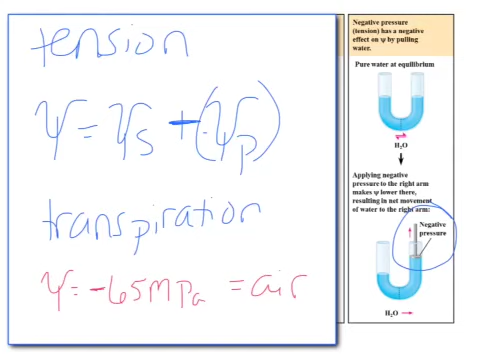 tension
Ψ = Ψs + (-Ψp)
transpiration
Ψ = -65MPa = air
Negative pressure
(tension) has a negative
effect on ψ by pulling
water.
Pure water at equilibrium
H₂O
Applying negative
pressure to the right arm
makes ψ lower there,
resulting in net movement
of water to the right arm:
Negative
pressure
H₂O